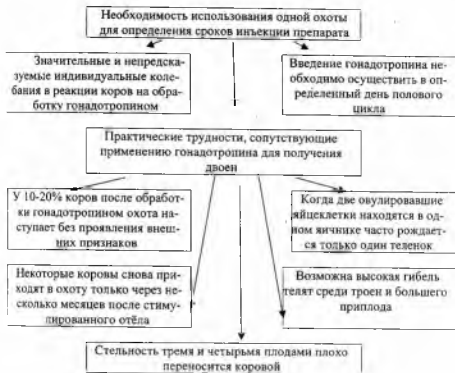 Необходимость использования одной охоты
для определения сроков инъекции препарата
Значительные и непредска-
зуемые индивидуальные коле-
бания в реакции коров на обра-
ботку гонадотропином
Введение гонадотропина не-
обходимо осуществить в оп-
ределенный день полового
цикла
Практические трудности, сопутствующие
применению гонадотропина для получения
двоен
У 10-20% коров после обработ-
ки гонадотропином охота на-
ступает без проявления внеш-
них признаков
Когда две овулировавшие
яйцеклетки находятся в од-
ном яичнике часто рождает-
ся только один теленок
Некоторые коровы снова при-
ходят в охоту только через не-
сколько месяцев после стиму-
лированного отёла
Возможна высокая гибель
телят среди троен и большего
приплода
Стельность тремя и четырьмя плодами плохо
переносится коровой